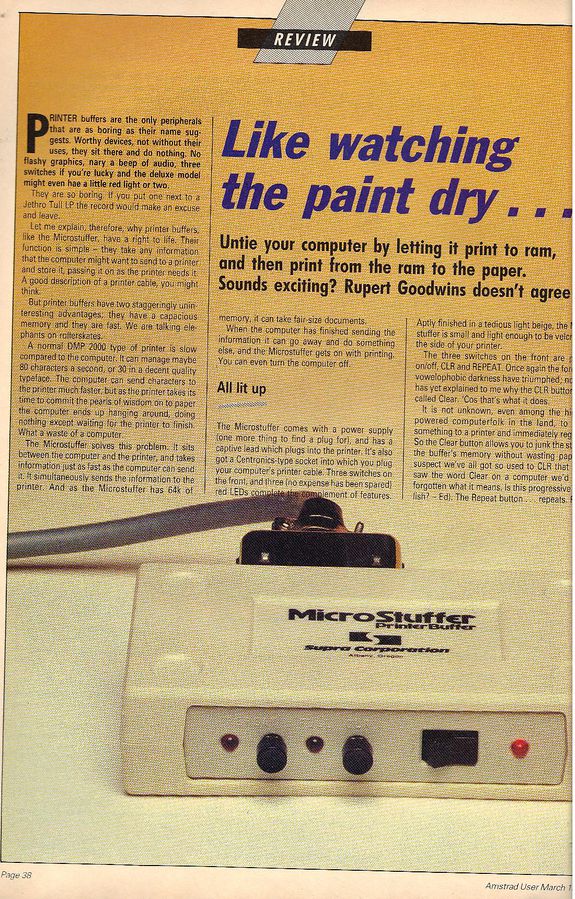 REVIEW
PRINTER buffers are the only peripherals
that are as boring as their name sug-
gests. Worthy devices, not without their
uses, they sit there and do nothing. No
flashy graphics, nary a beep of audio, three
switches if you're lucky and the deluxe model
might even hae a little red light or two.
They are so boring. If you put one next to a
Jethro Tull LP the record would make an excuse
and leave.
Let me explain, therefore, why printer buffers,
like the Microstuffer, have a right to life. Their
function is simple – they take any information
that the computer might want to send to a printer
and store it, passing it on as the printer needs it.
A good description of a printer cable, you might
think.
But printer buffers have two staggeringly unin-
teresting advantages; they have a capacious
memory and they are fast. We are talking ele-
phants on rollerskates.
A normal DMP 2000 type of printer is slow
compared to the computer. It can manage maybe
80 characters a second, or 30 in a decent quality
typeface. The computer can send characters to
the printer much faster, but as the printer takes its
time to commit the pearls of wisdom on to paper
the computer ends up hanging around, doing
nothing except waiting for the printer to finish.
What a waste of a computer.
The Microstuffer solves this problem. It sits
between the computer and the printer, and takes
information just as fast as the computer can send
it. It simultaneously sends the information to the
printer. And as the Microstuffer has 64k of
Like watching
the paint dry . . .
Untie your computer by letting it print to ram,
and then print from the ram to the paper.
Sounds exciting? Rupert Goodwins doesn't agree
memory, it can take fair-size documents.
When the computer has finished sending the
information it can go away and do something
else, and the Microstuffer gets on with printing.
You can even turn the computer off.
All lit up
The Microstuffer comes with a power supply
(one more thing to find a plug for), and has a
captive lead which plugs into the printer. It's also
got a Centronics-type socket into which you plug
your computer's printer cable. Three switches on
the front, and three (no expense has been spared)
red LEDs complete the complement of features.
Aptly finished in a tedious light beige, the
stuffer is small and light enough to be velcr
the side of your printer.
The three switches on the front are
on/off, CLR and REPEAT. Once again the for
vowelophobic darkness have triumphed; no
has yet explained to me why the CLR button
called Clear. 'Cos that's what it does.
It is not unknown, even among the hi
powered computerfolk in the land, to
something to a printer and immediately reg
So the Clear button allows you to junk the st
the buffer's memory without wasting pap
suspect we've all got so used to CLR that
saw the word Clear on a computer we'd
forgotten what it means. Is this progressive
fish? – Ed). The Repeat button . . . repeats.
MicroStuffer
Printer Buffer
Supra Corporation
Albany, Oregon
Page 38
Amstrad User March 1